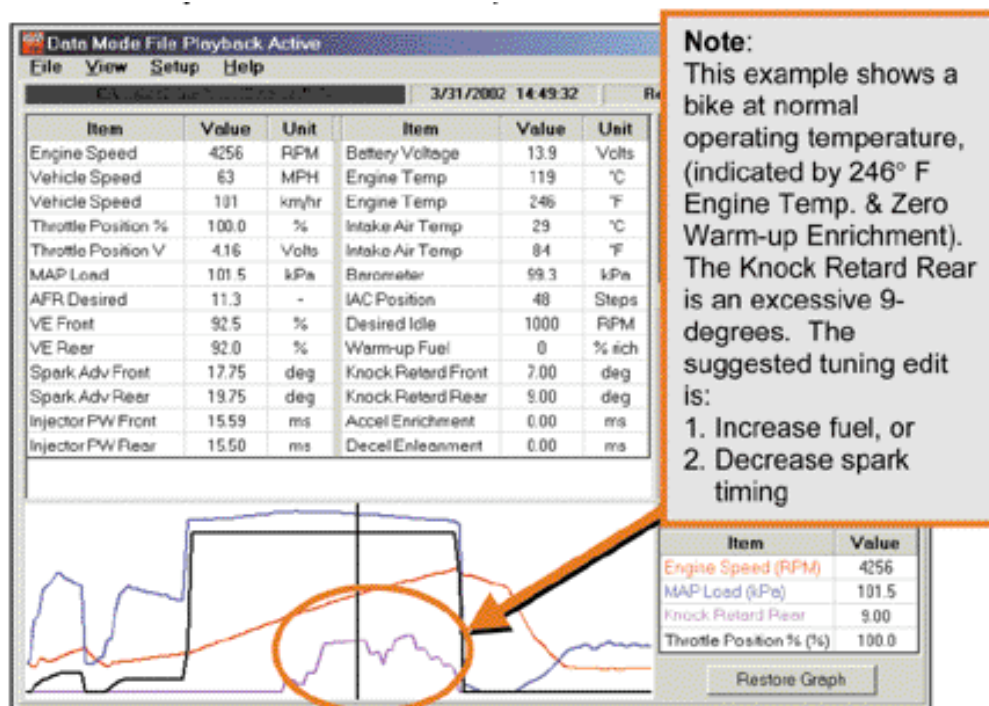 Data Mode File Playback Active
File View Setup Help
3/31/2002 14:49:32
Item Value Unit Item Value Unit
Engine Speed 4256 RPM Battery Voltage 13.9 Volts
Vehicle Speed 63 MPH Engine Temp 119 °C
Vehicle Speed 101 km/hr Engine Temp 246 °F
Throttle Position % 100.0 % Intake Air Temp 29 °C
Throttle Position V 4.16 Volts Intake Air Temp 84 °F
MAP Load 101.5 kPa Barometer 99.3 kPa
AFR Desired 11.3 - IAC Position 48 Steps
VE Front 92.5 % Desired Idle 1000 RPM
VE Rear 92.0 % Warm-up Fuel 0 % rich
Spark Adv Front 17.75 deg Knock Retard Front 7.00 deg
Spark Adv Rear 19.75 deg Knock Retard Rear 9.00 deg
Injector PW Front 15.59 ms Accel Enrichment 0.00 ms
Injector PW Rear 15.50 ms Decel Enleanment 0.00 ms
Note:
This example shows a
bike at normal
operating temperature,
(indicated by 246° F
Engine Temp. & Zero
Warm-up Enrichment).
The Knock Retard Rear
is an excessive 9-
degrees. The
suggested tuning edit
is:
1. Increase fuel, or
2. Decrease spark
timing
Item Value
Engine Speed (RPM) 4256
MAP Load (kPa) 101.5
Knock Retard Rear 9.00
Throttle Position % (%) 100.0
Restore Graph